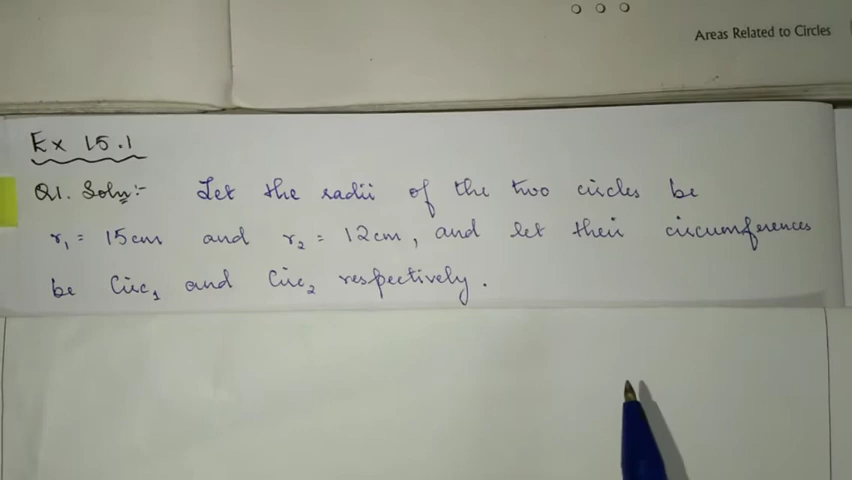 Areas Related to Circles
Ex 15.1
Q1. Soln:- Let the radii of the two circles be
r₁ = 15cm and r₂ = 12cm, and let their circumferences
be Circ₁ and Circ₂ respectively.